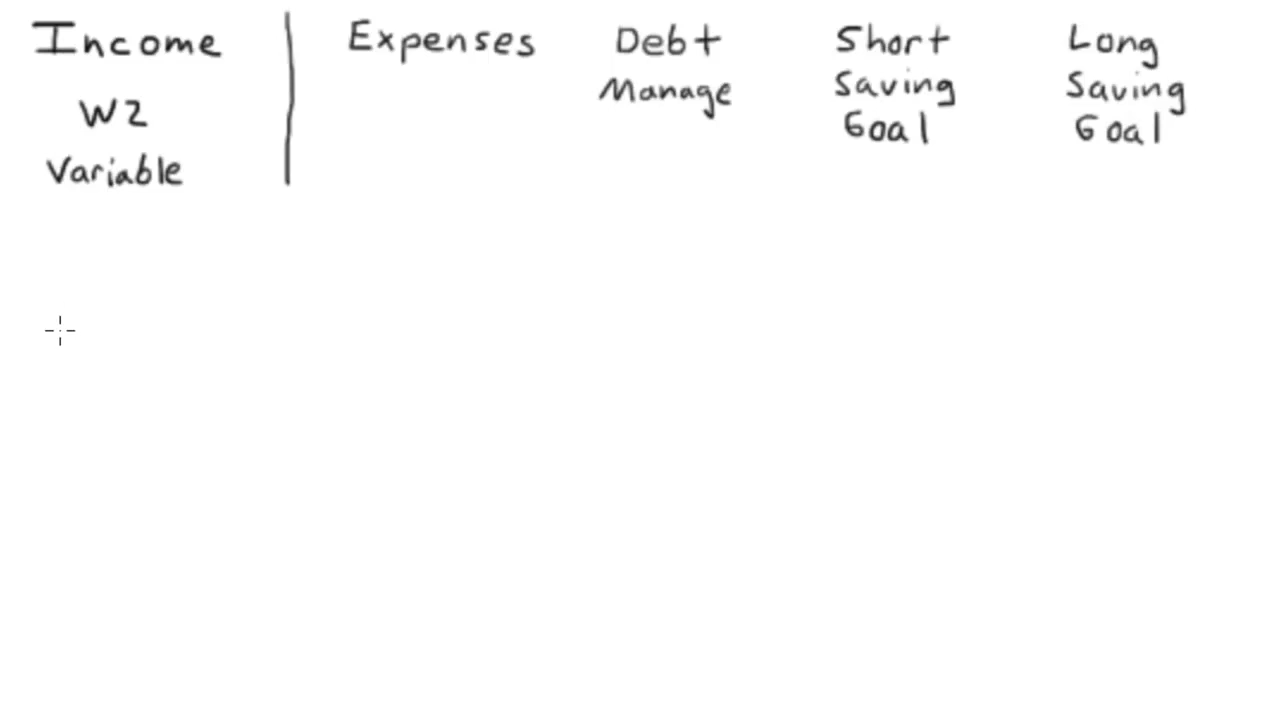 Income
W2
Variable
Expenses
Debt
Manage
Short
Saving
Goal
Long
Saving
Goal